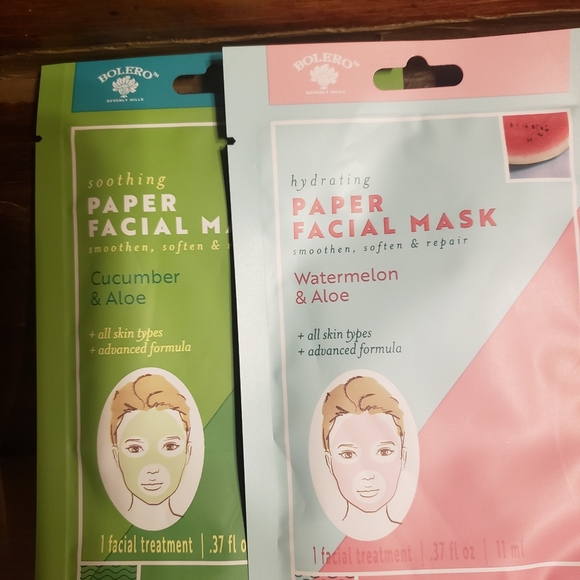 BOLERO™
BEVERLY HILLS
soothing
PAPER
FACIAL MA
smoothen, soften &
Cucumber
& Aloe
+ all skin types
+ advanced formula
1 facial treatment | .37 fl o
BOLERO™
BEVERLY HILLS
hydrating
PAPER
FACIAL MASK
smoothen, soften & repair
Watermelon
& Aloe
+ all skin types
+ advanced formula
1 facial treatment | .37 fl oz | 11 ml